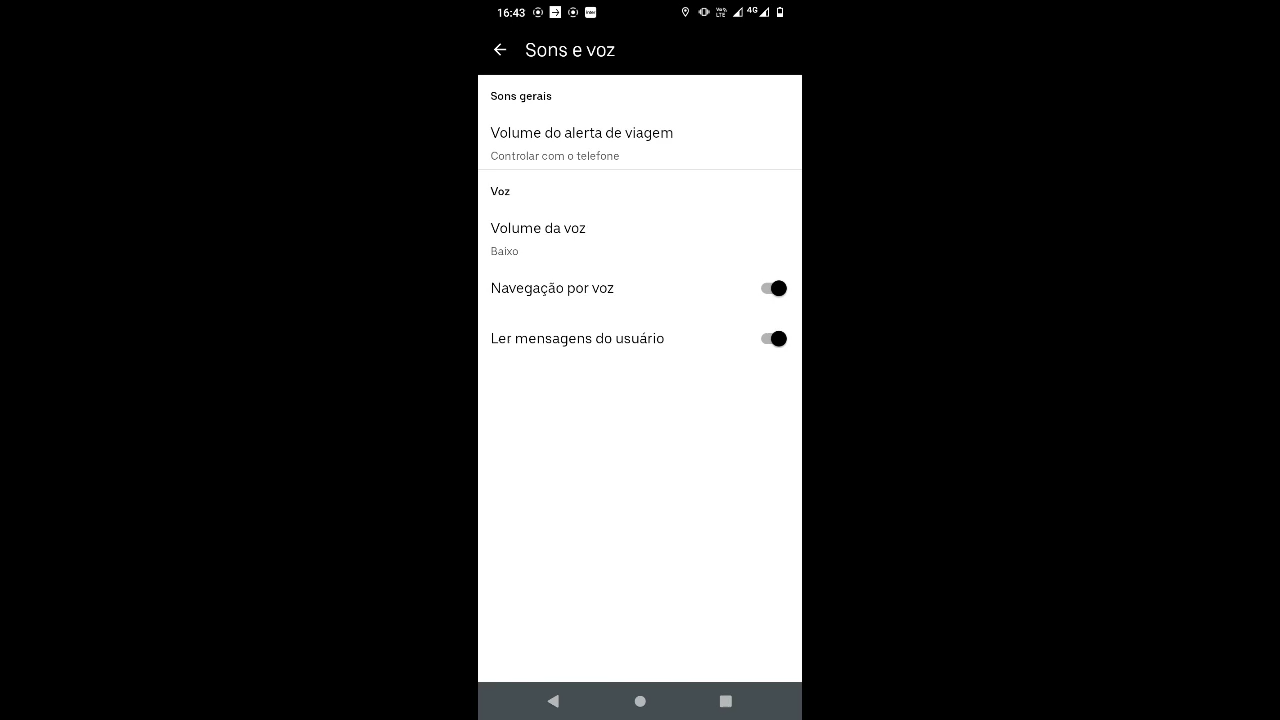 16:43
4G
Sons e voz
Sons gerais
Volume do alerta de viagem
Controlar com o telefone
Voz
Volume da voz
Baixo
Navegação por voz
Ler mensagens do usuário